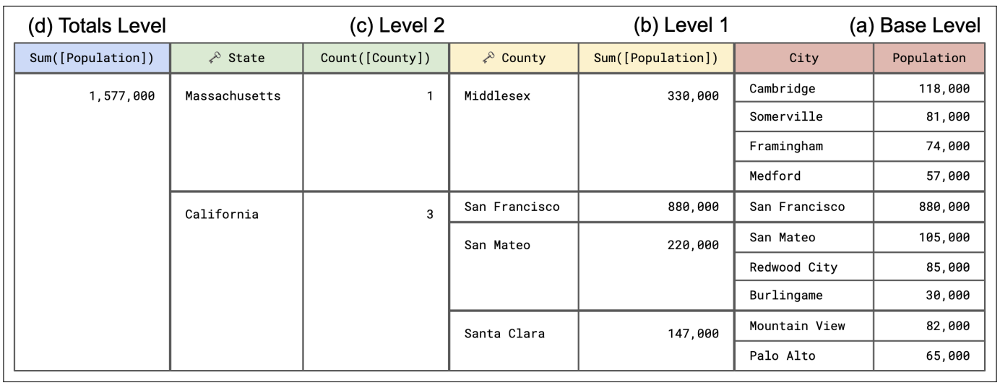 (d) Totals Level (c) Level 2 (b) Level 1 (a) Base Level
Sum([Population]) State Count([County]) County Sum([Population]) City Population
1,577,000 Massachusetts 1 Middlesex 330,000 Cambridge 118,000
Somerville 81,000
Framingham 74,000
Medford 57,000
California 3 San Francisco 880,000 San Francisco 880,000
San Mateo 220,000 San Mateo 105,000
Redwood City 85,000
Burlingame 30,000
Santa Clara 147,000 Mountain View 82,000
Palo Alto 65,000